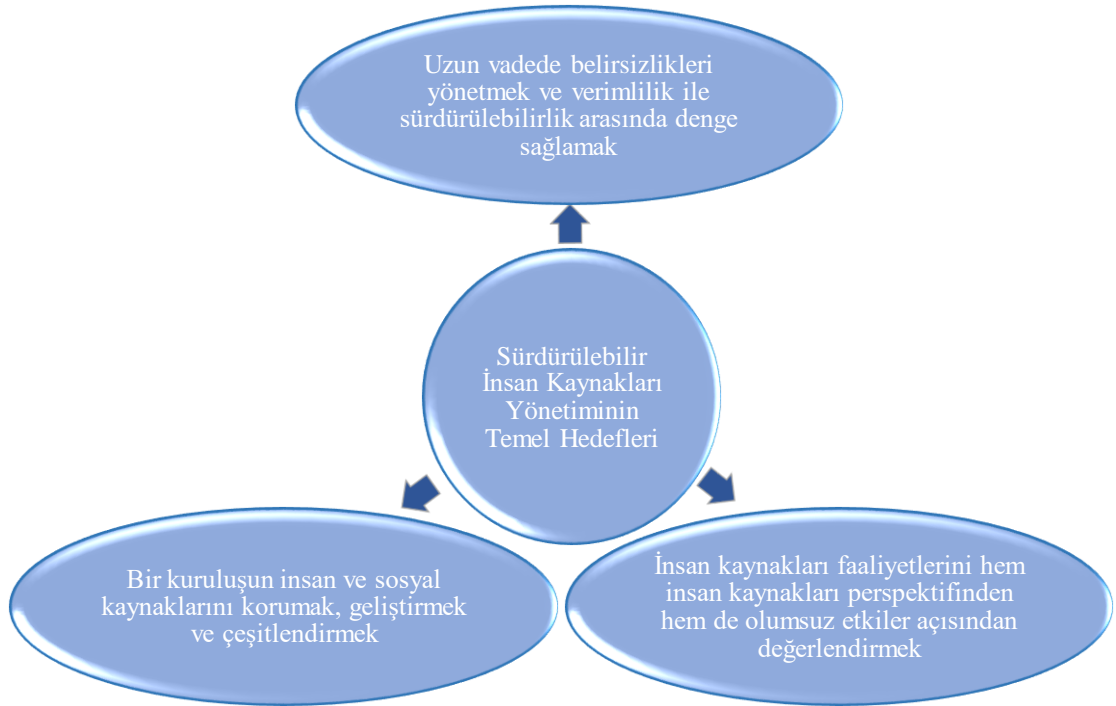 Uzun vadede belirsizlikleri
yönetmek ve verimlilik ile
sürdürülebilirlik arasında denge
sağlamak
Sürdürülebilir
İnsan Kaynakları
Yönetiminin
Temel Hedefleri
Bir kuruluşun insan ve sosyal
kaynaklarını korumak, geliştirmek
ve çeşitlendirmek
İnsan kaynakları faaliyetlerini hem
insan kaynakları perspektifinden
hem de olumsuz etkiler açısından
değerlendirmek